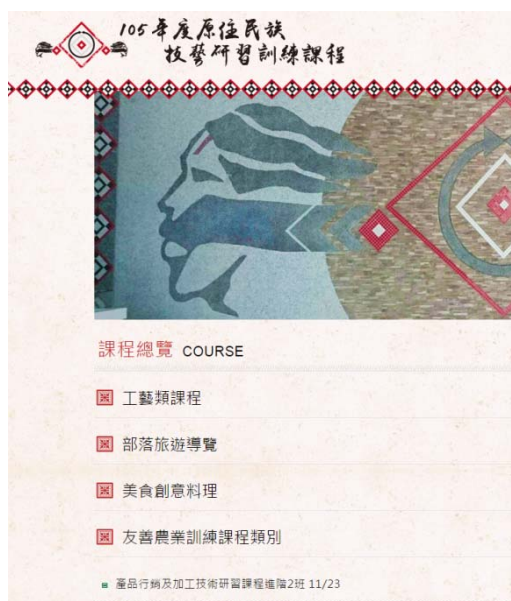 105年度原住民族
技藝研習訓練課程
課程總覽 COURSE
工藝類課程
部落旅遊導覽
美食創意料理
友善農業訓練課程類別
產品行銷及加工技術研習課程進階2班 11/23